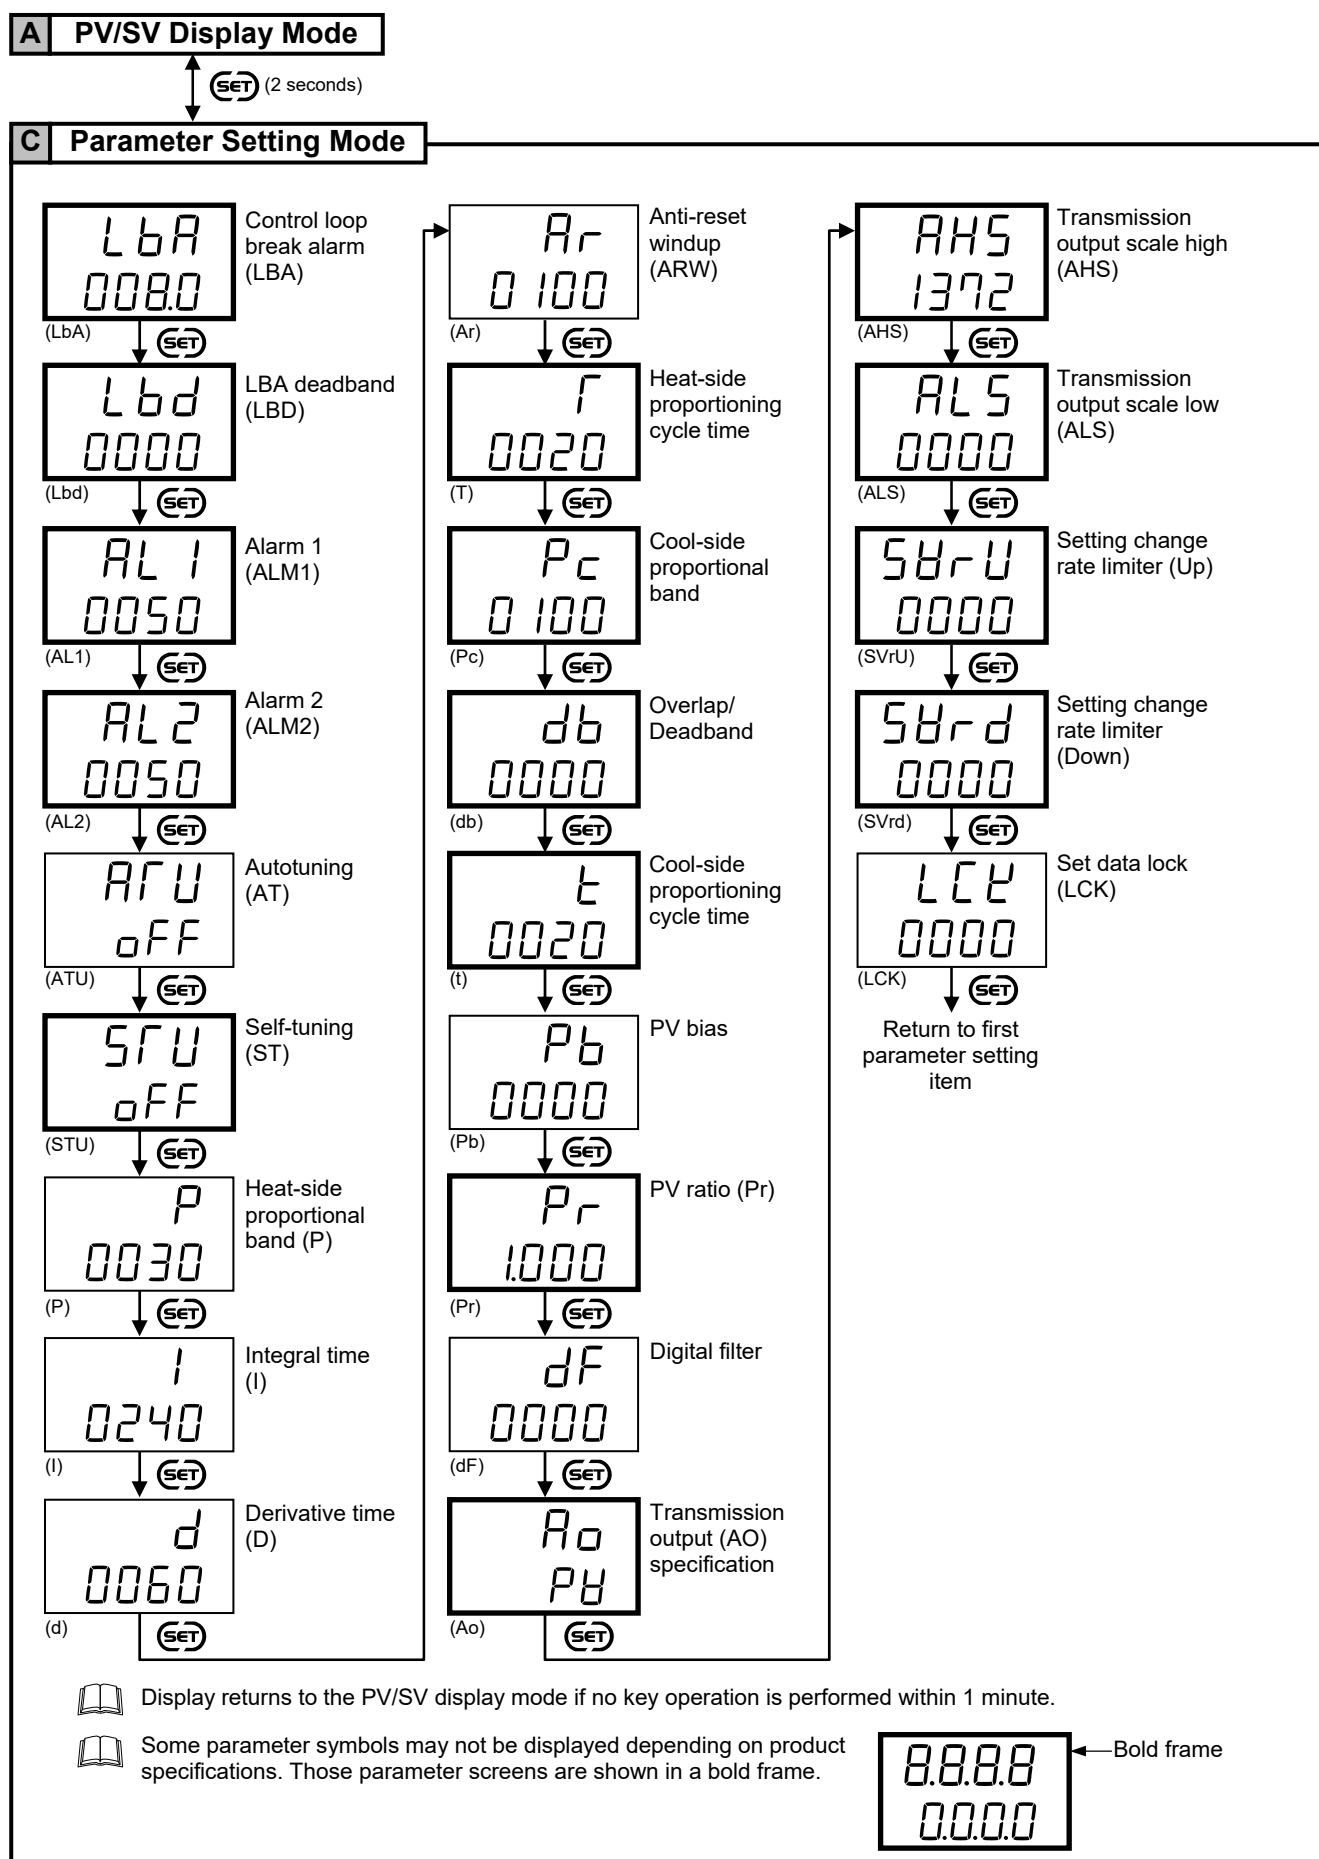 A PV/SV Display Mode
SET (2 seconds)
C Parameter Setting Mode
LbA
008.0
(LbA)
Control loop
break alarm
(LBA)
SET
Lbd
0000
(Lbd)
LBA deadband
(LBD)
SET
AL1
0050
(AL1)
Alarm 1
(ALM1)
SET
AL2
0050
(AL2)
Alarm 2
(ALM2)
SET
ATU
oFF
(ATU)
Autotuning
(AT)
SET
STU
oFF
(STU)
Self-tuning
(ST)
SET
P
0030
(P)
Heat-side
proportional
band (P)
SET
I
0240
(I)
Integral time
(I)
SET
d
0060
(d)
Derivative time
(D)
SET
Ar
0100
(Ar)
Anti-reset
windup
(ARW)
SET
T
0020
(T)
Heat-side
proportioning
cycle time
SET
Pc
0100
(Pc)
Cool-side
proportional
band
SET
db
0000
(db)
Overlap/
Deadband
SET
t
0020
(t)
Cool-side
proportioning
cycle time
SET
Pb
0000
(Pb)
PV bias
SET
Pr
1.000
(Pr)
PV ratio (Pr)
SET
dF
0000
(dF)
Digital filter
SET
Ao
PV
(Ao)
Transmission
output (AO)
specification
SET
AHS
1372
(AHS)
Transmission
output scale high
(AHS)
SET
ALS
0000
(ALS)
Transmission
output scale low
(ALS)
SET
SVrU
0000
(SVrU)
Setting change
rate limiter (Up)
SET
SVrd
0000
(SVrd)
Setting change
rate limiter
(Down)
SET
LCK
0000
(LCK)
Set data lock
(LCK)
SET
Return to first
parameter setting
item
Display returns to the PV/SV display mode if no key operation is performed within 1 minute.
Some parameter symbols may not be displayed depending on product
specifications. Those parameter screens are shown in a bold frame.
8.8.8.8
0.0.0.0
Bold frame